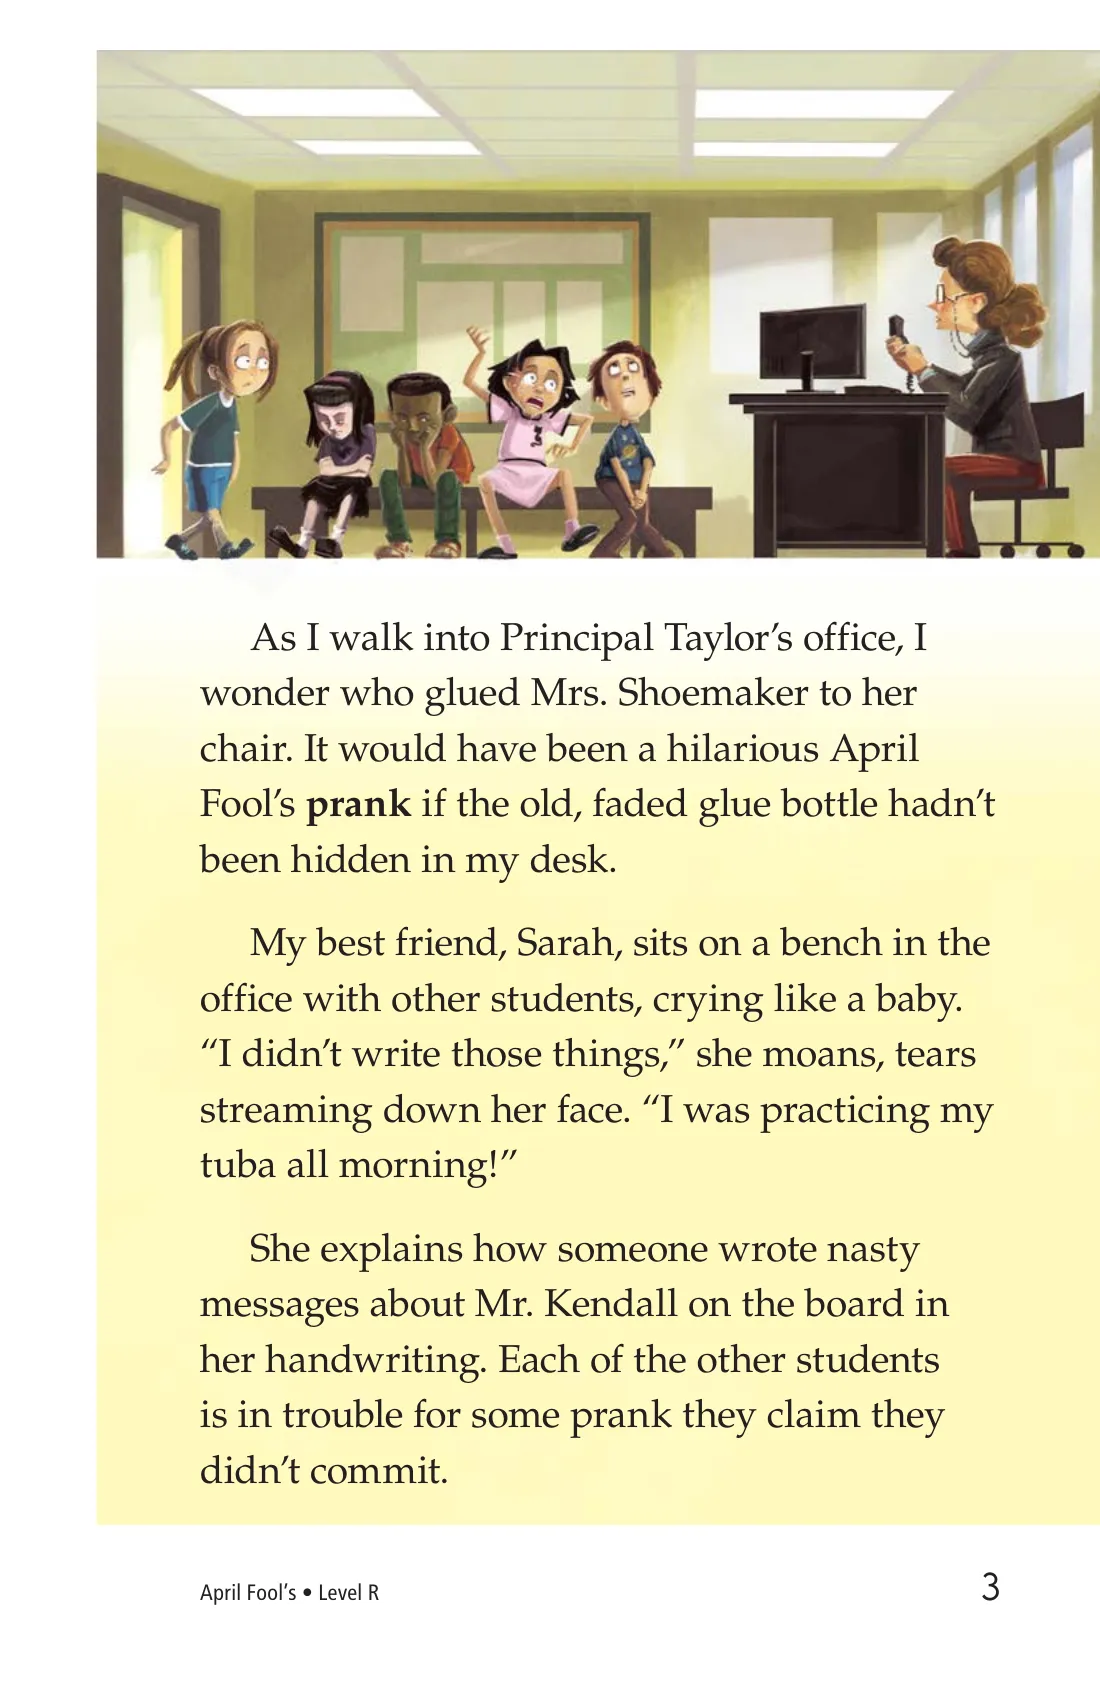 As I walk into Principal Taylor’s office, I
wonder who glued Mrs. Shoemaker to her
chair. It would have been a hilarious April
Fool’s prank if the old, faded glue bottle hadn’t
been hidden in my desk.
My best friend, Sarah, sits on a bench in the
office with other students, crying like a baby.
“I didn’t write those things,” she moans, tears
streaming down her face. “I was practicing my
tuba all morning!”
She explains how someone wrote nasty
messages about Mr. Kendall on the board in
her handwriting. Each of the other students
is in trouble for some prank they claim they
didn’t commit.
April Fool’s • Level R
3